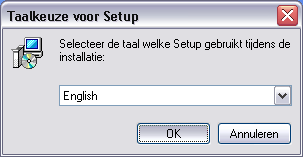 Taalkeuze voor Setup
Selecteer de taal welke Setup gebruikt tijdens de
installatie:
English
OK
Annuleren